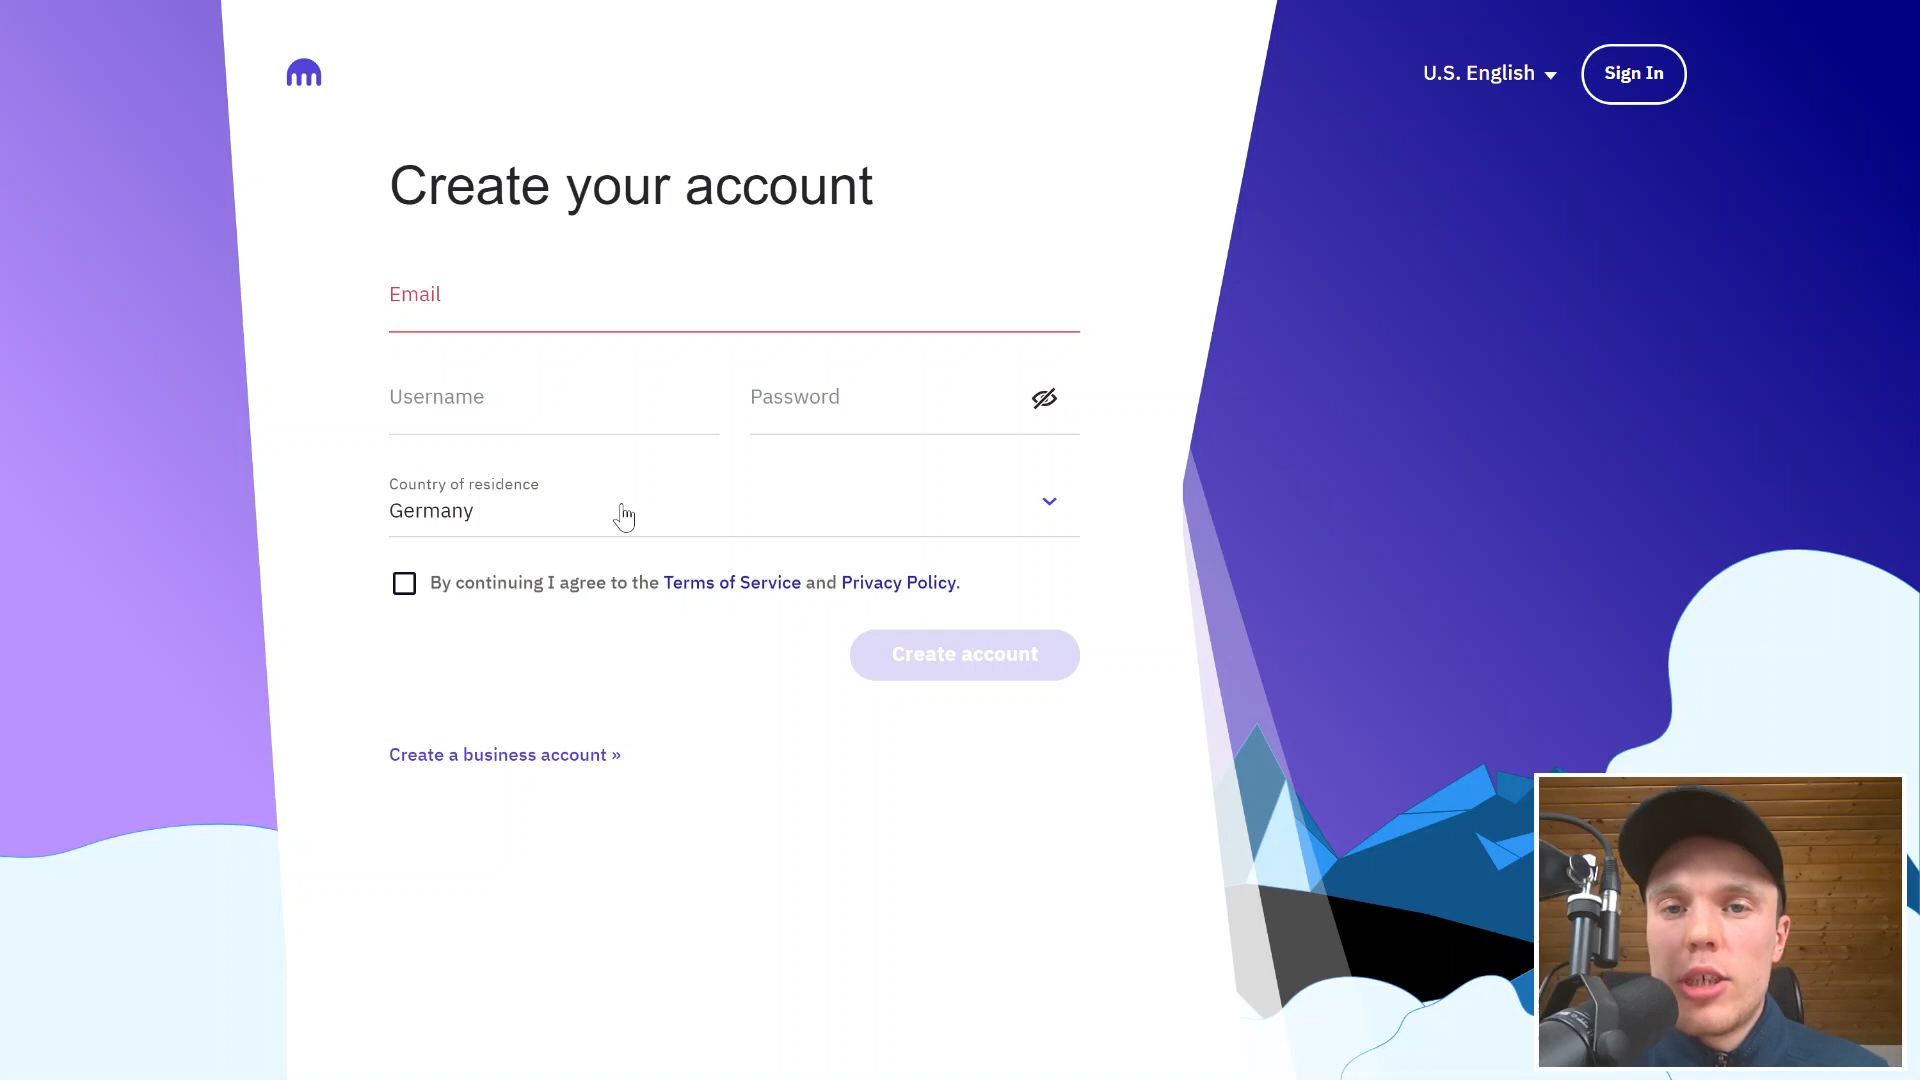 U.S. English
Sign In
Create your account
Email
Username
Password
Country of residence
Germany
By continuing I agree to the Terms of Service and Privacy Policy.
Create account
Create a business account »